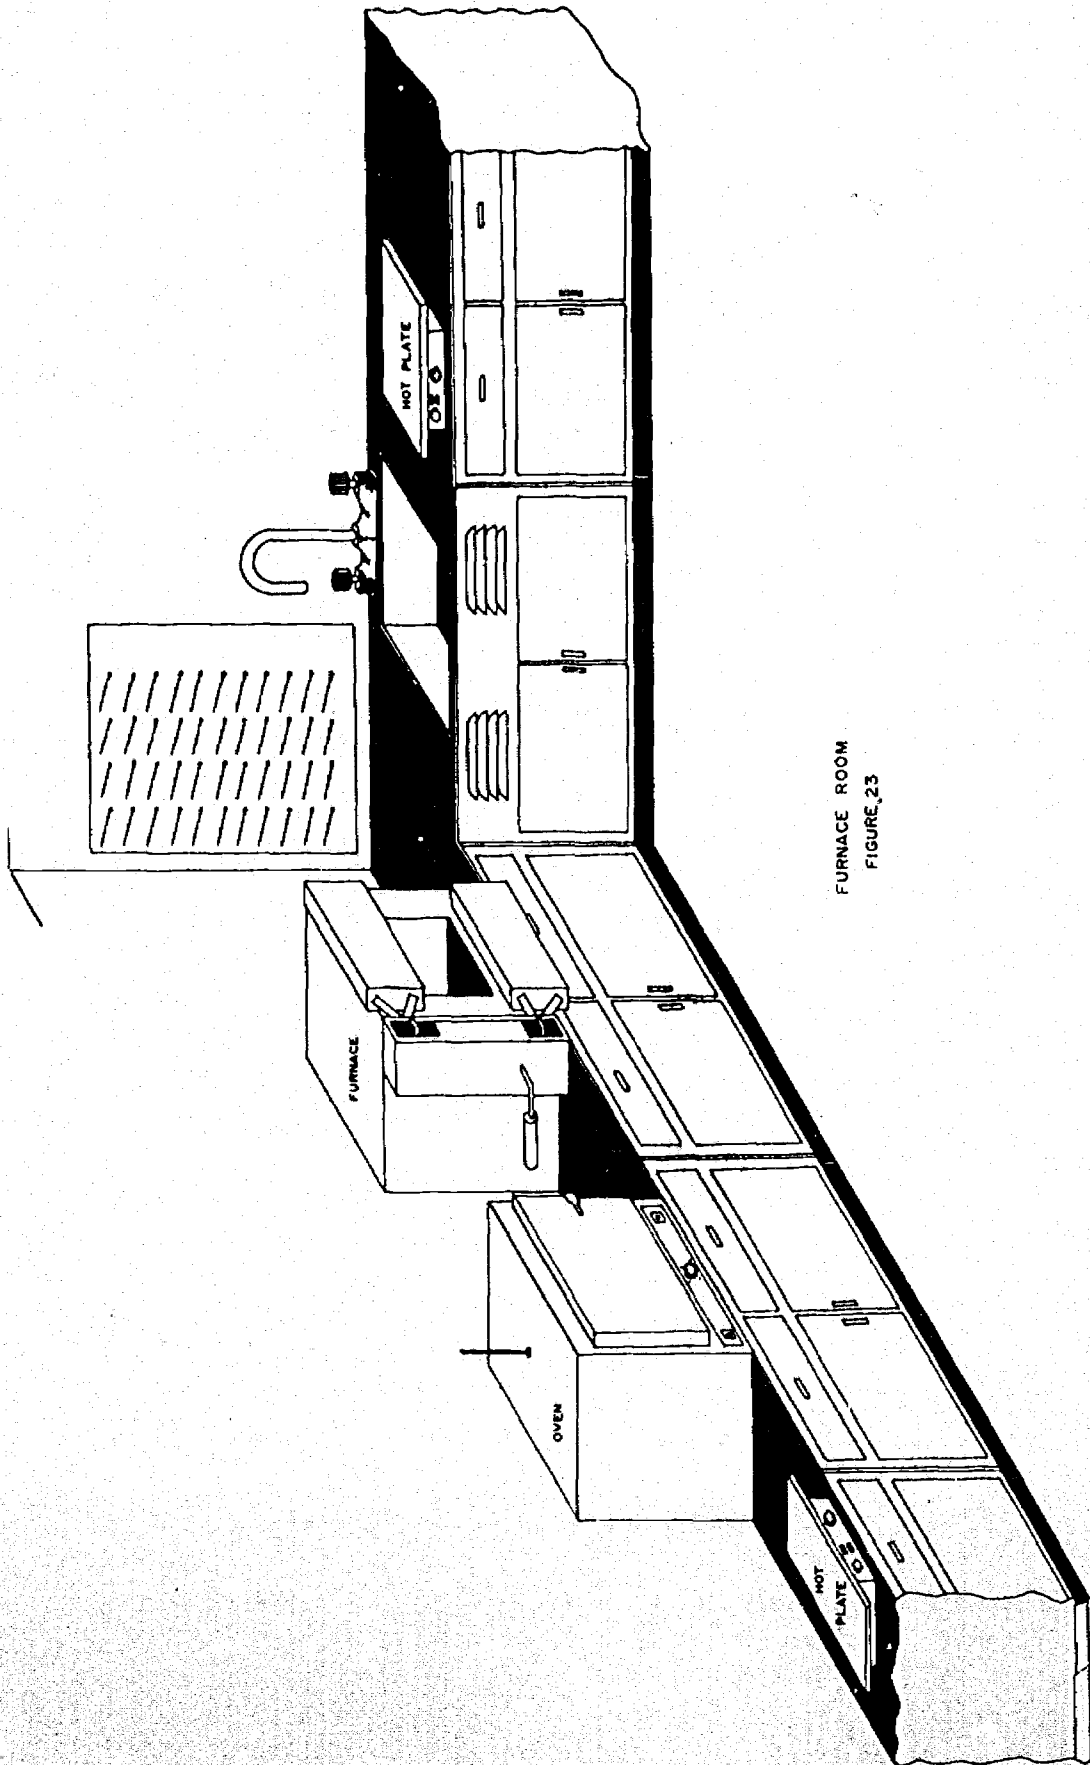 HOT PLATE
FURNACE
OVEN
HOT
PLATE
FURNACE ROOM
FIGURE 23